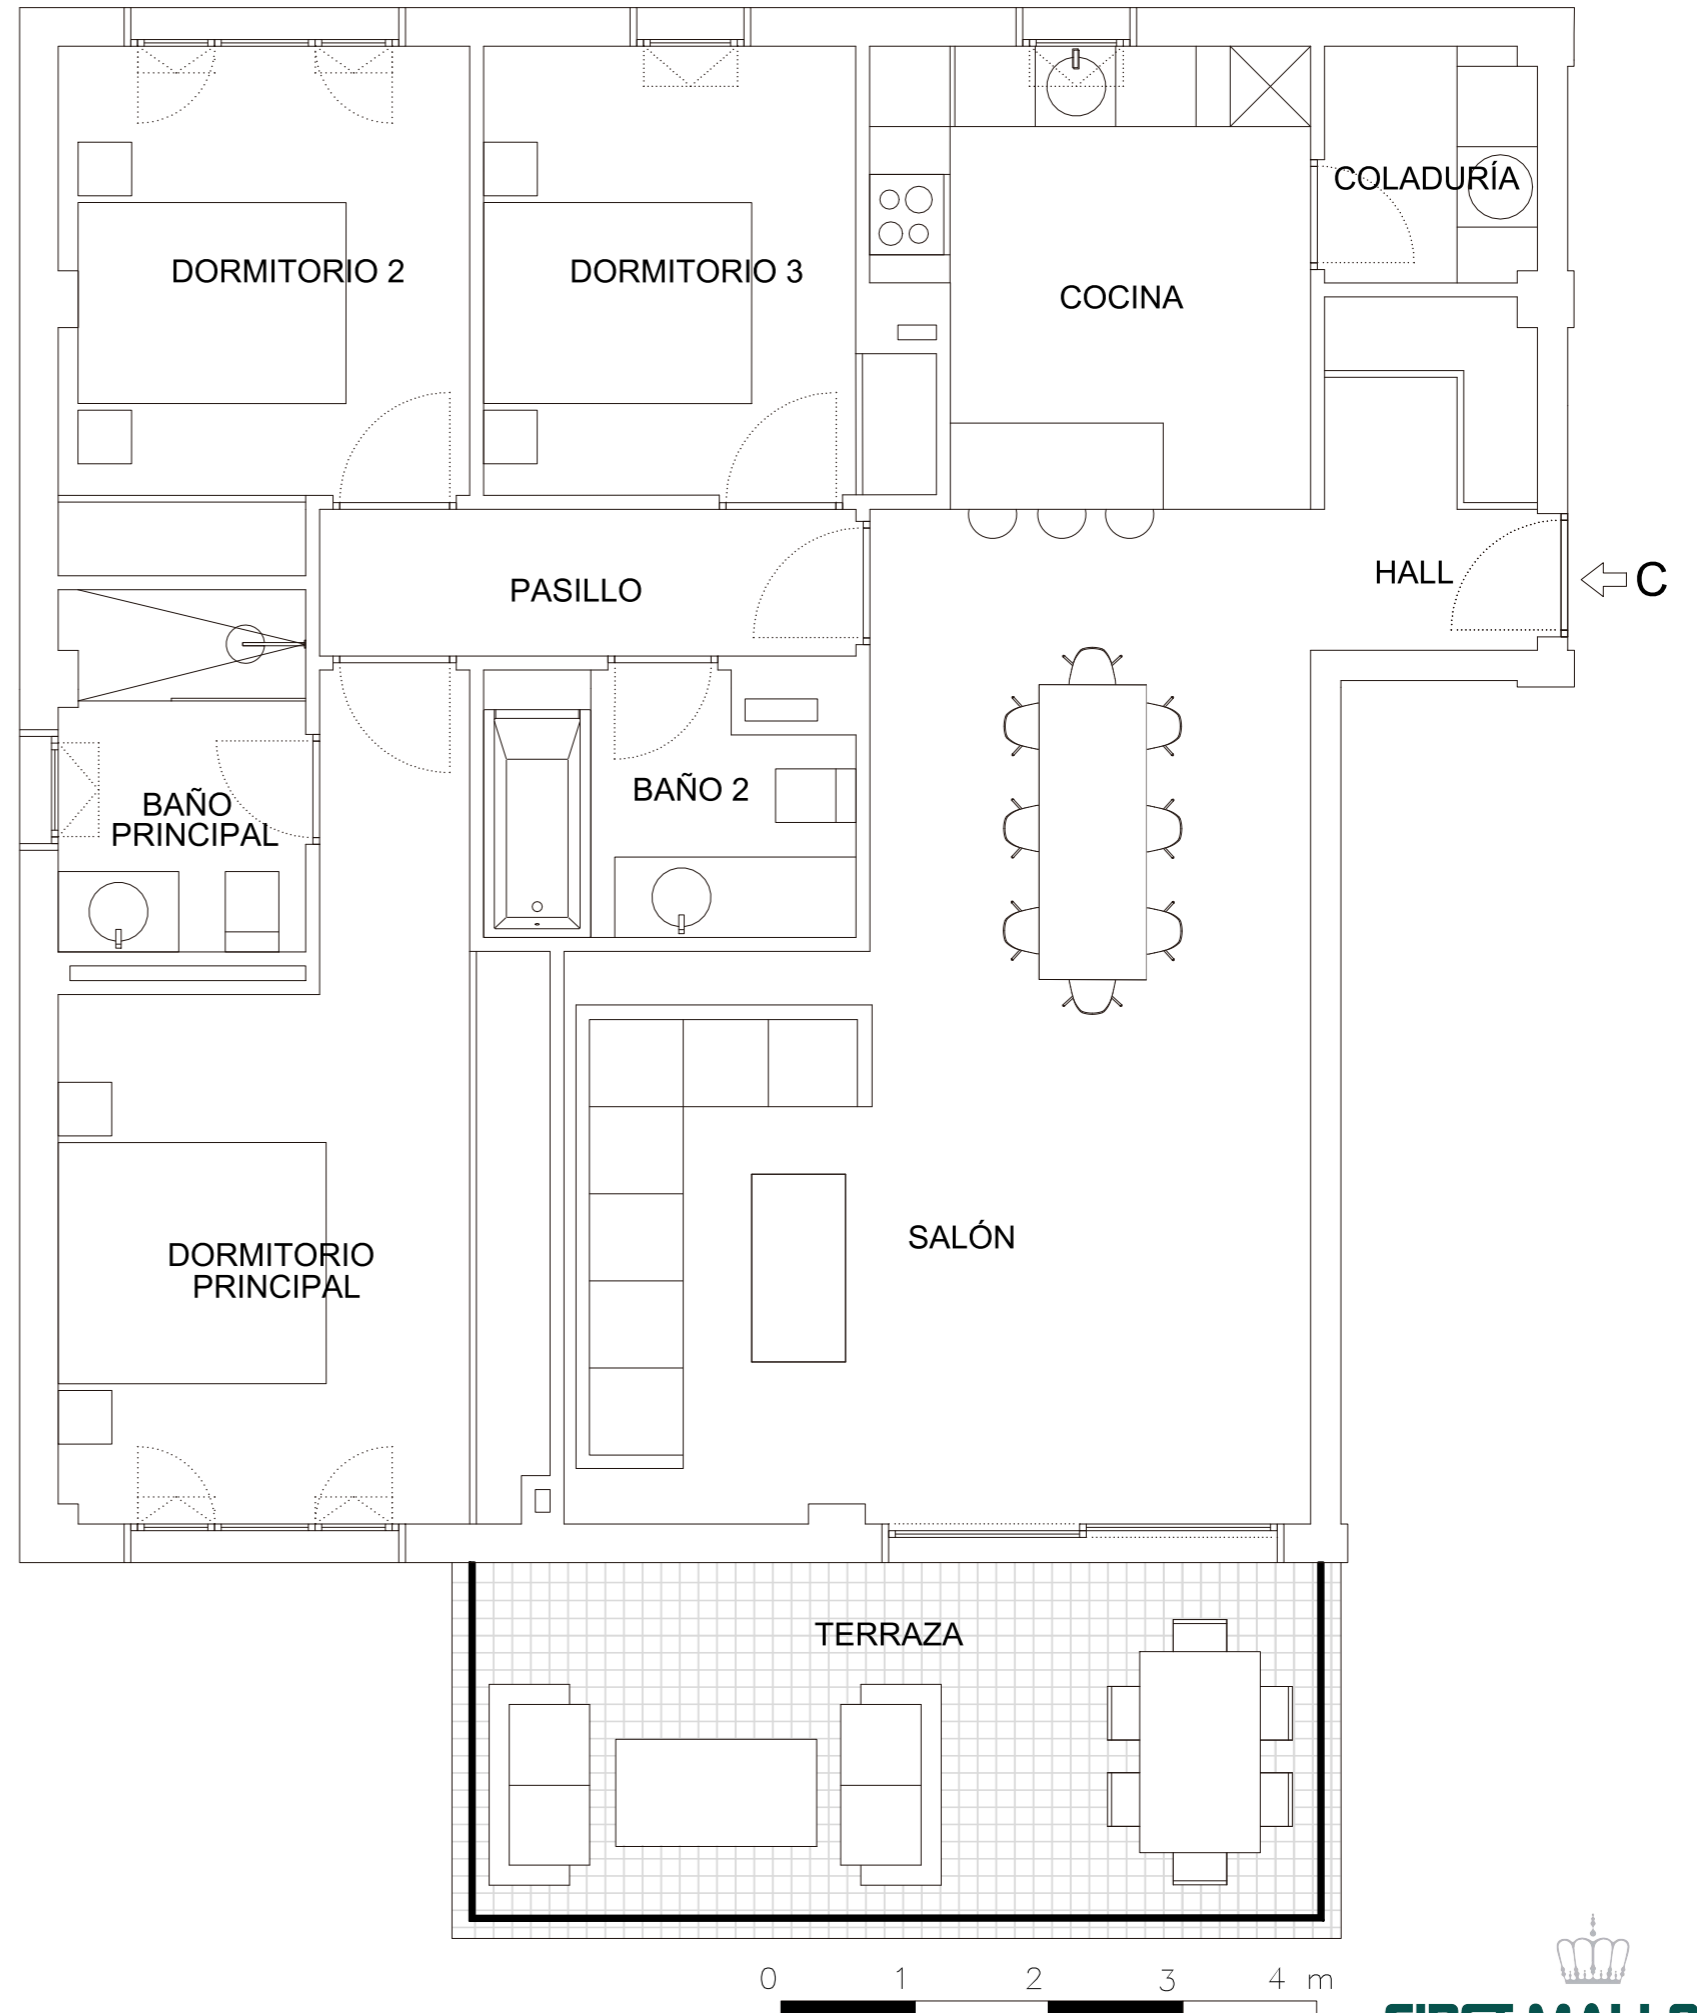 COLADURÍA
DORMITORIO 2
DORMITORIO 3
COCINA
HALL
C
PASILLO
BAÑO 2
BAÑO
PRINCIPAL
SALÓN
DORMITORIO
PRINCIPAL
TERRAZA
0 1 2 3 4 m